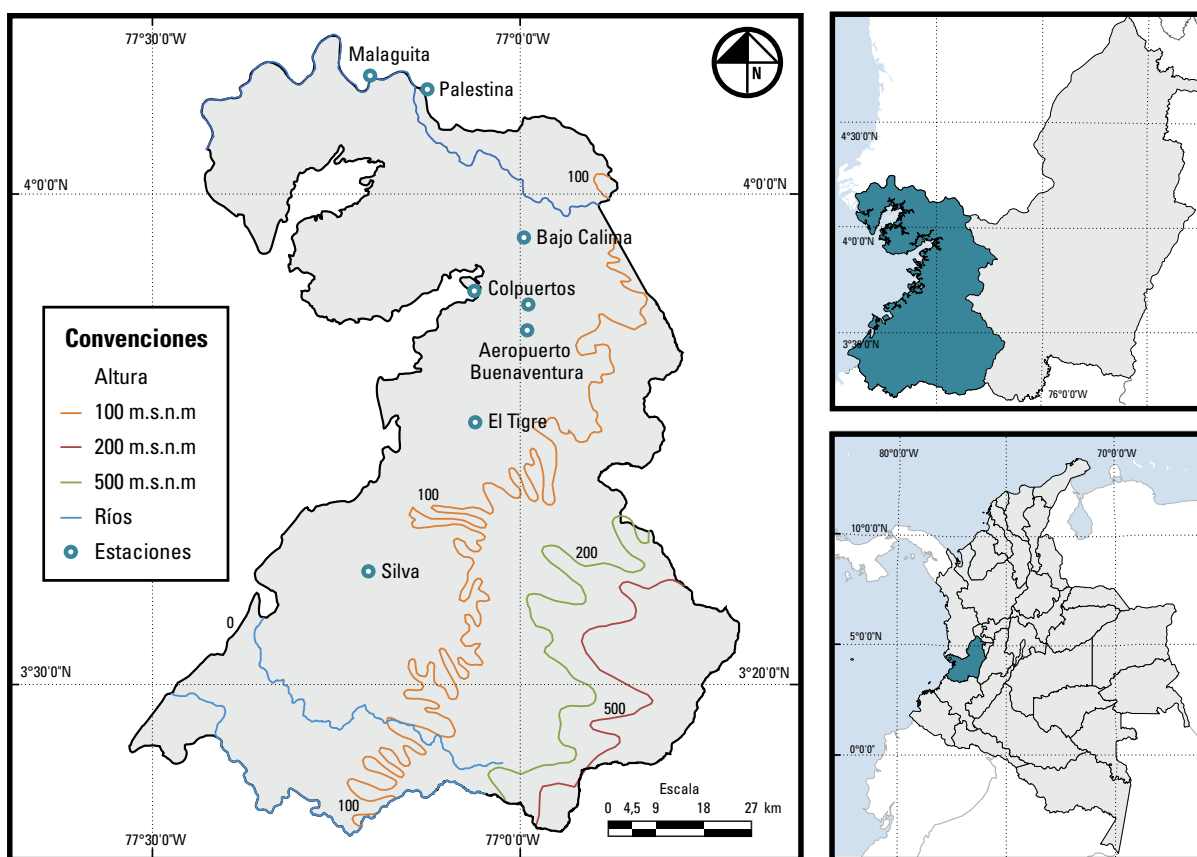 77°30'0"W
77°0'0"W
Malaguita
Palestina
N
4°0'0"N
100
4°0'0"N
Bajo Calima
Colpuertos
Aeropuerto
Buenaventura
El Tigre
100
200
Silva
0
3°30'0"N
3°20'0"N
500
100
77°30'0"W
77°0'0"W
Escala
0 4,5 9 18 27 km
Convenciones
Altura
100 m.s.n.m
200 m.s.n.m
500 m.s.n.m
Ríos
Estaciones
4°30'0"N
4°0'0"N
76°0'0"W
80°0'0"W
70°0'0"W
10°0'0"N
5°0'0"N
0°0'0"